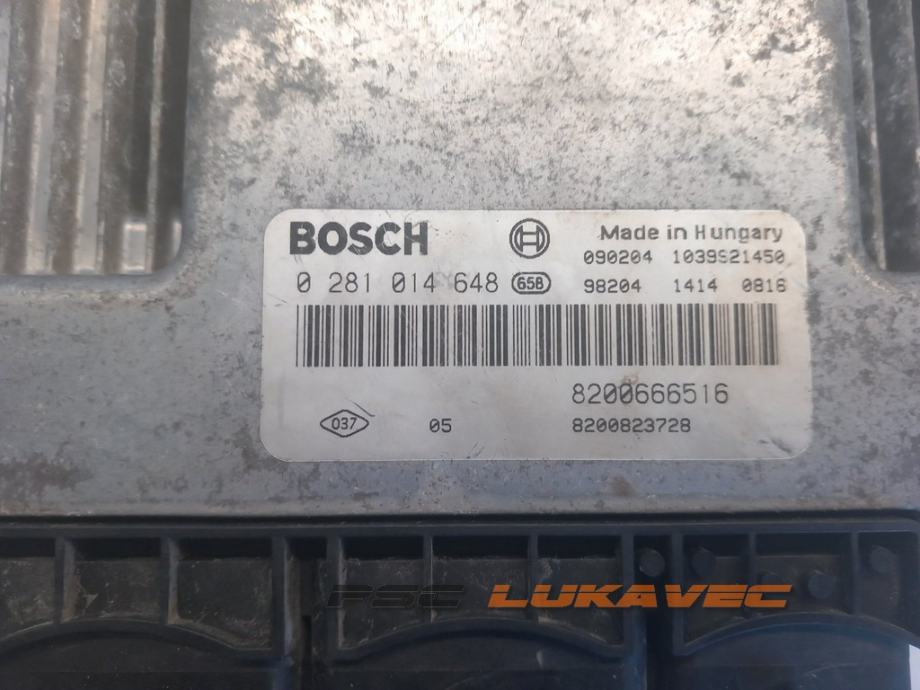 BOSCH
Made in Hungary
090204 1039S21450
0 281 014 648 658
98204 1414 0816
8200666516
037 05 8200823728
PSC LUKAVEC